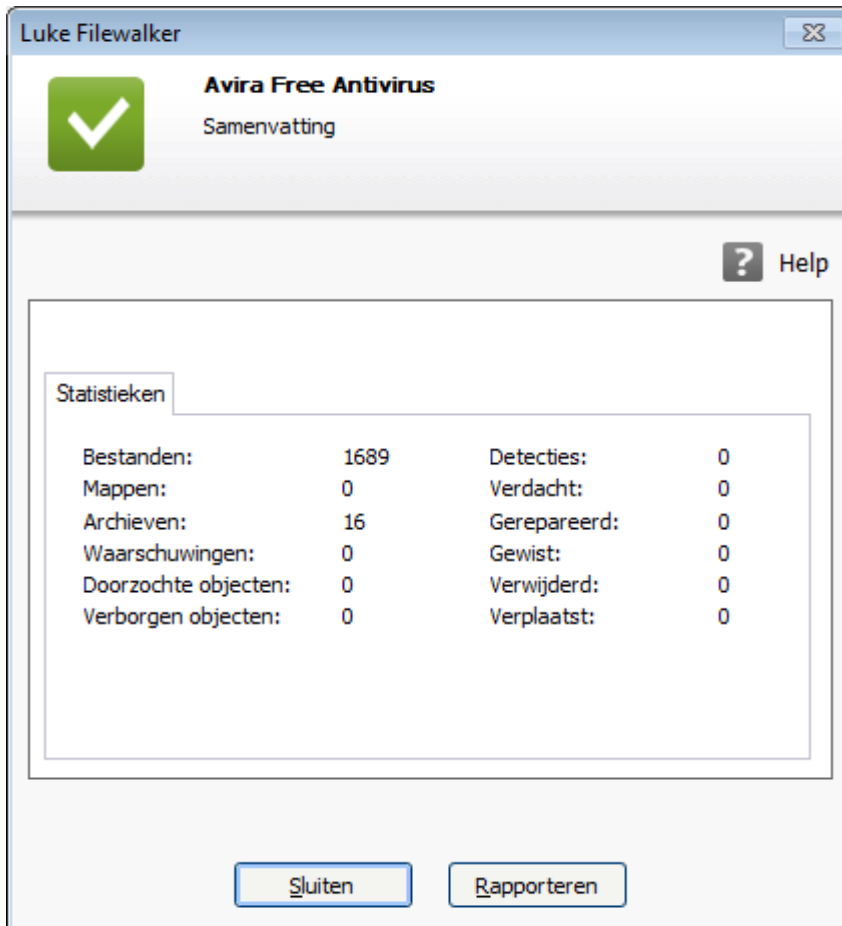 Luke Filewalker
Avira Free Antivirus
Samenvatting
? Help
Statistieken
Bestanden: 1689 Detecties: 0
Mappen: 0 Verdacht: 0
Archieven: 16 Gerepareerd: 0
Waarschuwingen: 0 Gewist: 0
Doorzochte objecten: 0 Verwijderd: 0
Verborgen objecten: 0 Verplaatst: 0
Sluiten Rapporteren